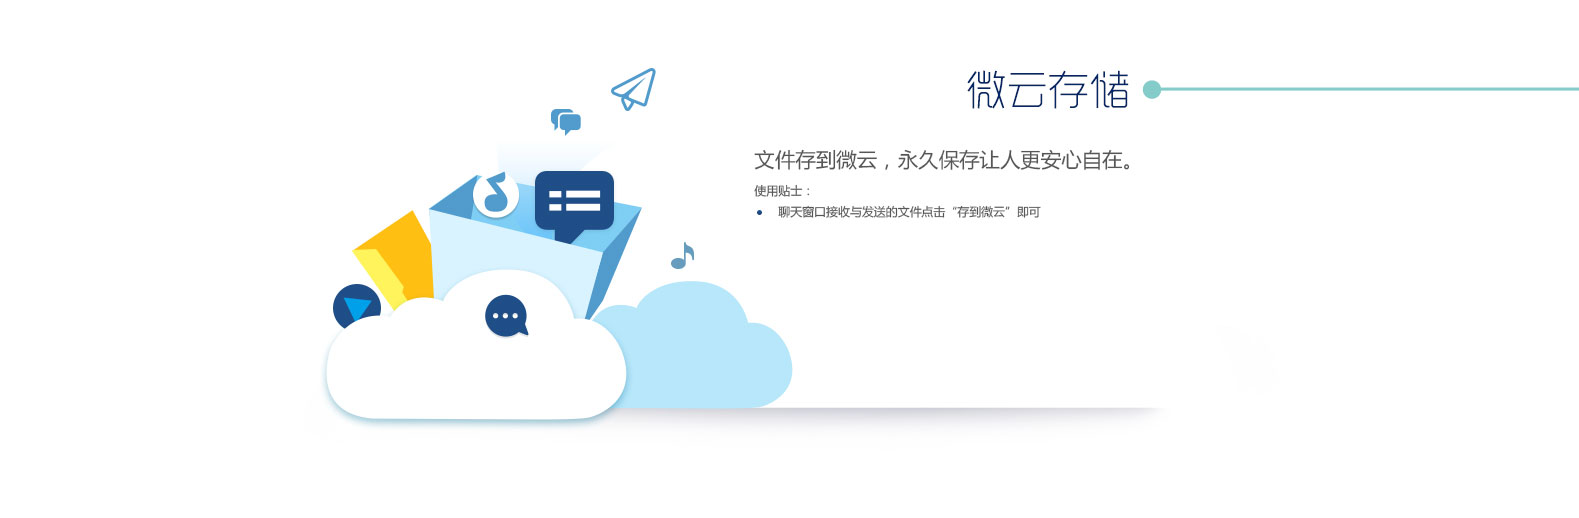 微云存储
文件存到微云，永久保存让人更安心自在。
使用贴士：
• 聊天窗口接收与发送的文件点击“存到微云”即可